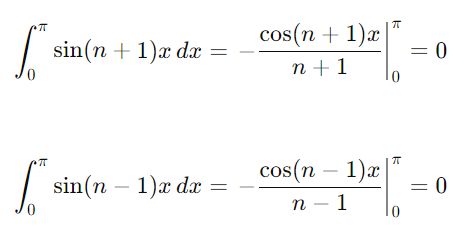 ∫₀^π sin(n + 1)x dx = − cos(n + 1)x / (n + 1) |₀^π = 0
∫₀^π sin(n − 1)x dx = − cos(n − 1)x / (n − 1) |₀^π = 0